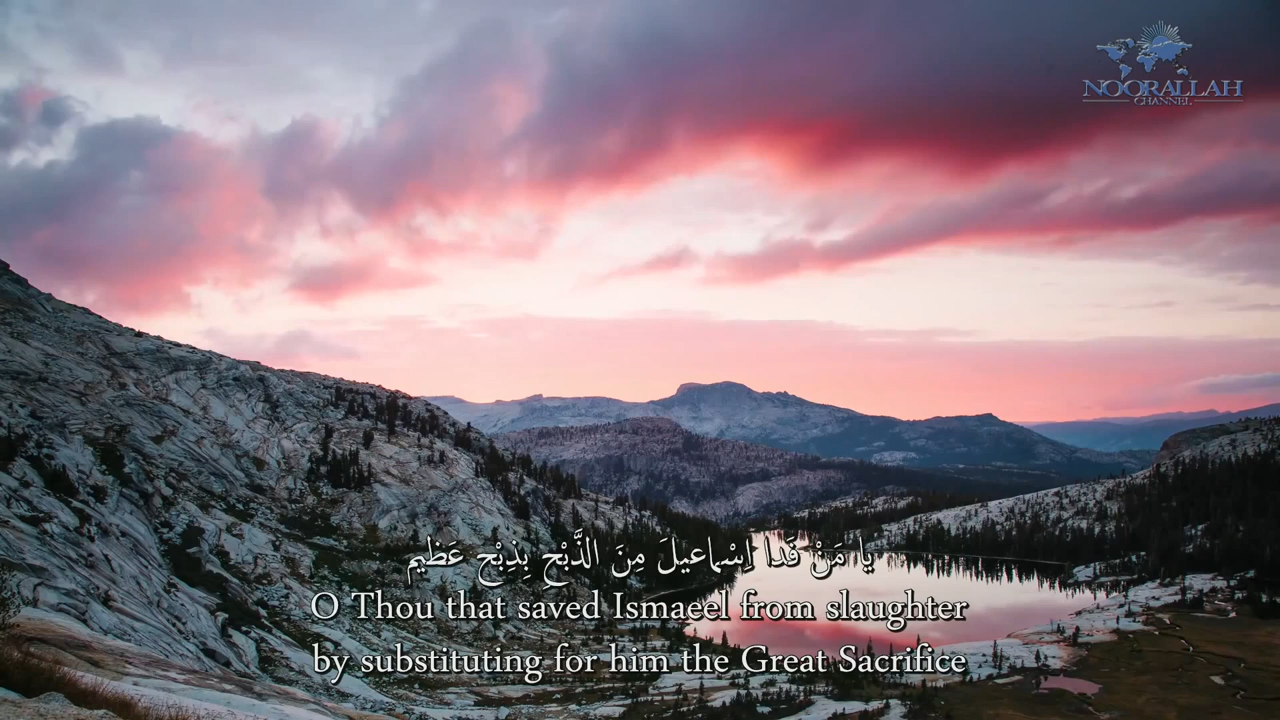 NOORALLAH
CHANNEL
يا مَنْ فَدا اِسْماعيلَ مِنَ الذَّبْحِ بِذِبْحٍ عَظيمٍ
O Thou that saved Ismaeel from slaughter
by substituting for him the Great Sacrifice